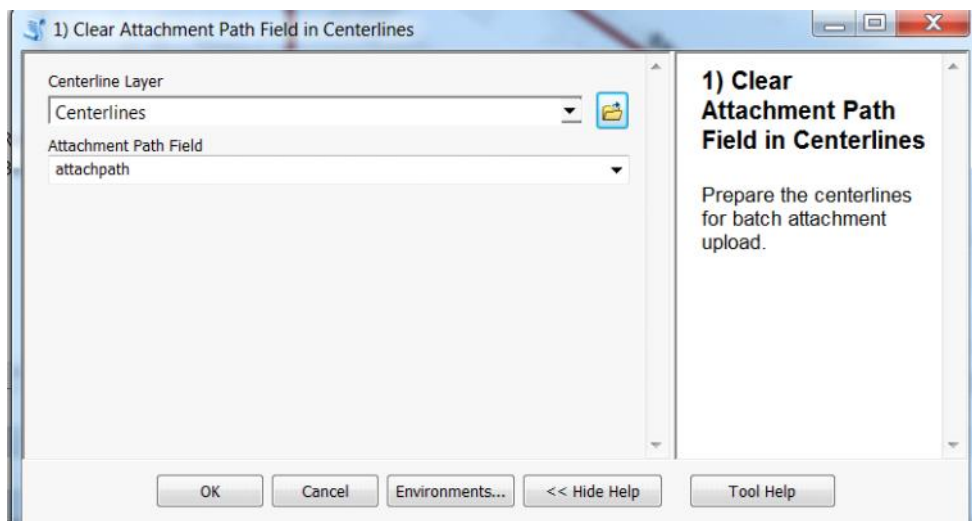 1) Clear Attachment Path Field in Centerlines
Centerline Layer
Centerlines
Attachment Path Field
attachpath
1) Clear
Attachment Path
Field in Centerlines
Prepare the centerlines
for batch attachment
upload.
OK
Cancel
Environments...
<< Hide Help
Tool Help